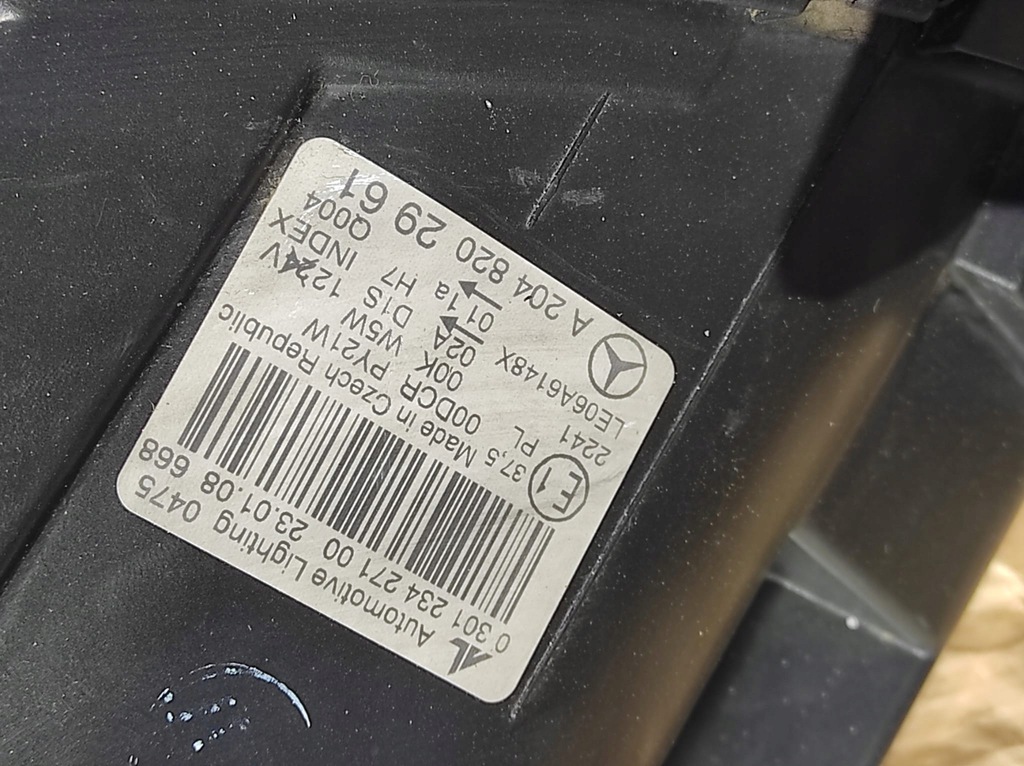 AL Automotive Lighting 0475
0 301 234 271 00 23.01.08 668
E1
37,5 Made in Czech Republic
2241 PL 00DCR PY21W
00K W5W
LE06A6148X 02A D1S 12V
01 1a H7 INDEX
Q004
A 204 820 29 61